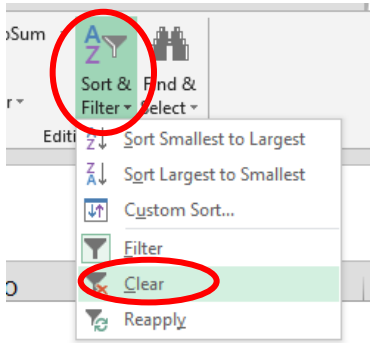 oSum
Sort & Find &
r Filter Select
Editi
Sort Smallest to Largest
Sort Largest to Smallest
Custom Sort...
Filter
Clear
O
Reapply